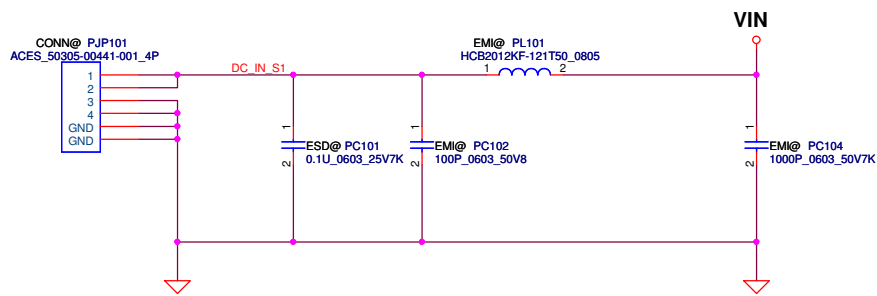 VIN
CONN@ PJP101
ACES_50305-00441-001_4P
EMI@ PL101
HCB2012KF-121T50_0805
DC_IN_S1
1 2
1
2
3
4
GND
GND
1
2
ESD@ PC101
0.1U_0603_25V7K
1
2
EMI@ PC102
100P_0603_50V8
1
2
EMI@ PC104
1000P_0603_50V7K